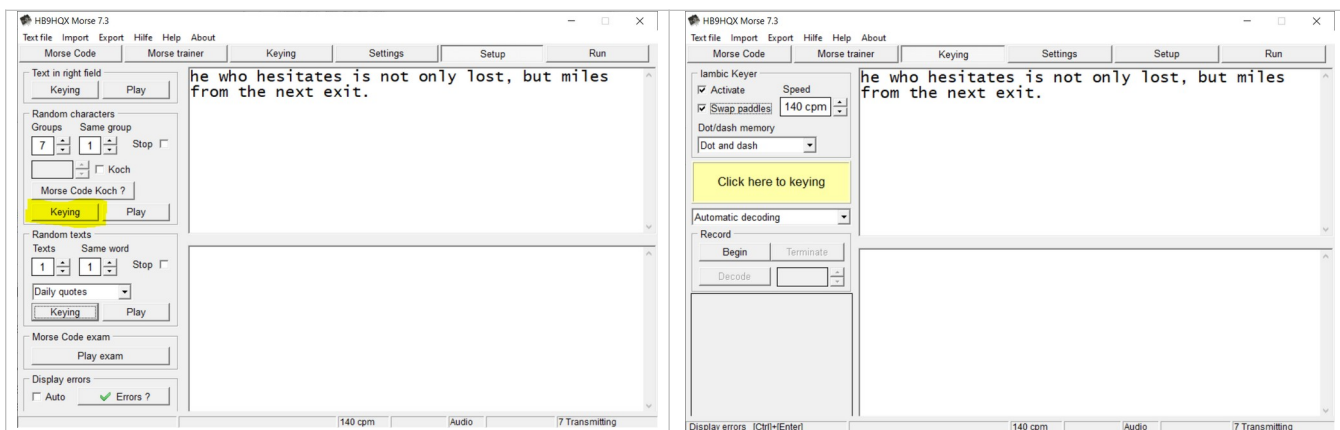 HB9HQX Morse 7.3
Text file Import Export Hilfe Help About
Morse Code Morse trainer Keying Settings Setup Run
Text in right field
Keying Play
Random characters
Groups Same group
7 1 Stop
Koch
Morse Code Koch ?
Keying Play
Random texts
Texts Same word
1 1 Stop
Daily quotes
Keying Play
Morse Code exam
Play exam
Display errors
Auto Errors ?
he who hesitates is not only lost, but miles
from the next exit.
140 cpm Audio 7 Transmitting
HB9HQX Morse 7.3
Text file Import Export Hilfe Help About
Morse Code Morse trainer Keying Settings Setup Run
Iambic Keyer
Activate Speed
Swap paddles 140 cpm
Dot/dash memory
Dot and dash
Click here to keying
Automatic decoding
Record
Begin Terminate
Decode
he who hesitates is not only lost, but miles
from the next exit.
Display errors [Ctrl]+[Enter] 140 cpm Audio 7 Transmitting